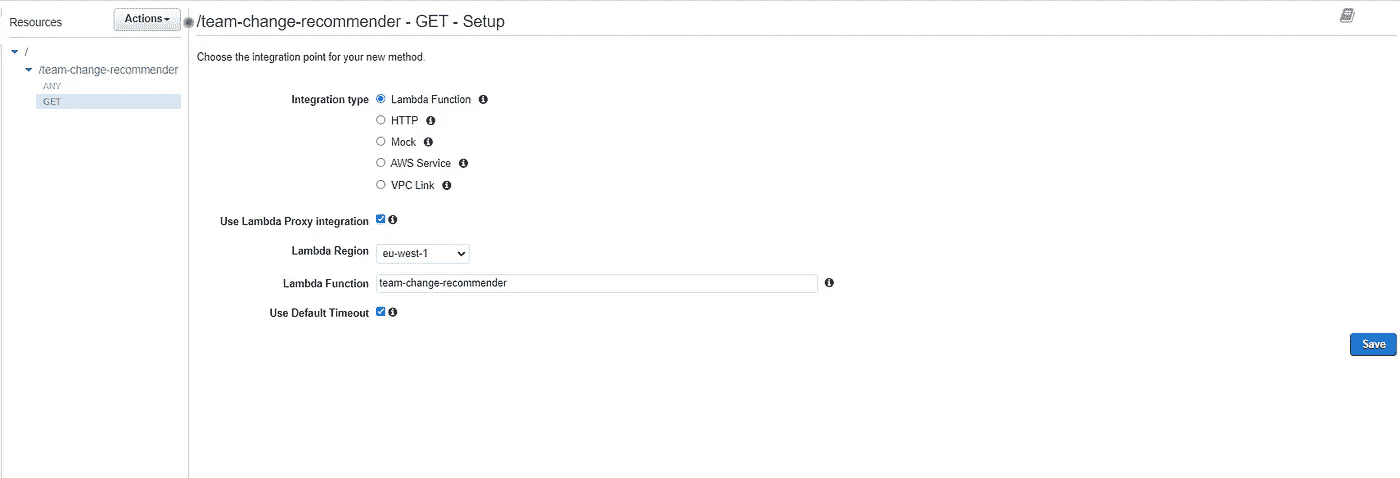 Resources
Actions
/team-change-recommender - GET - Setup
/
/team-change-recommender
ANY
GET
Choose the integration point for your new method.
Integration type
Lambda Function
HTTP
Mock
AWS Service
VPC Link
Use Lambda Proxy integration
Lambda Region eu-west-1
Lambda Function team-change-recommender
Use Default Timeout
Save